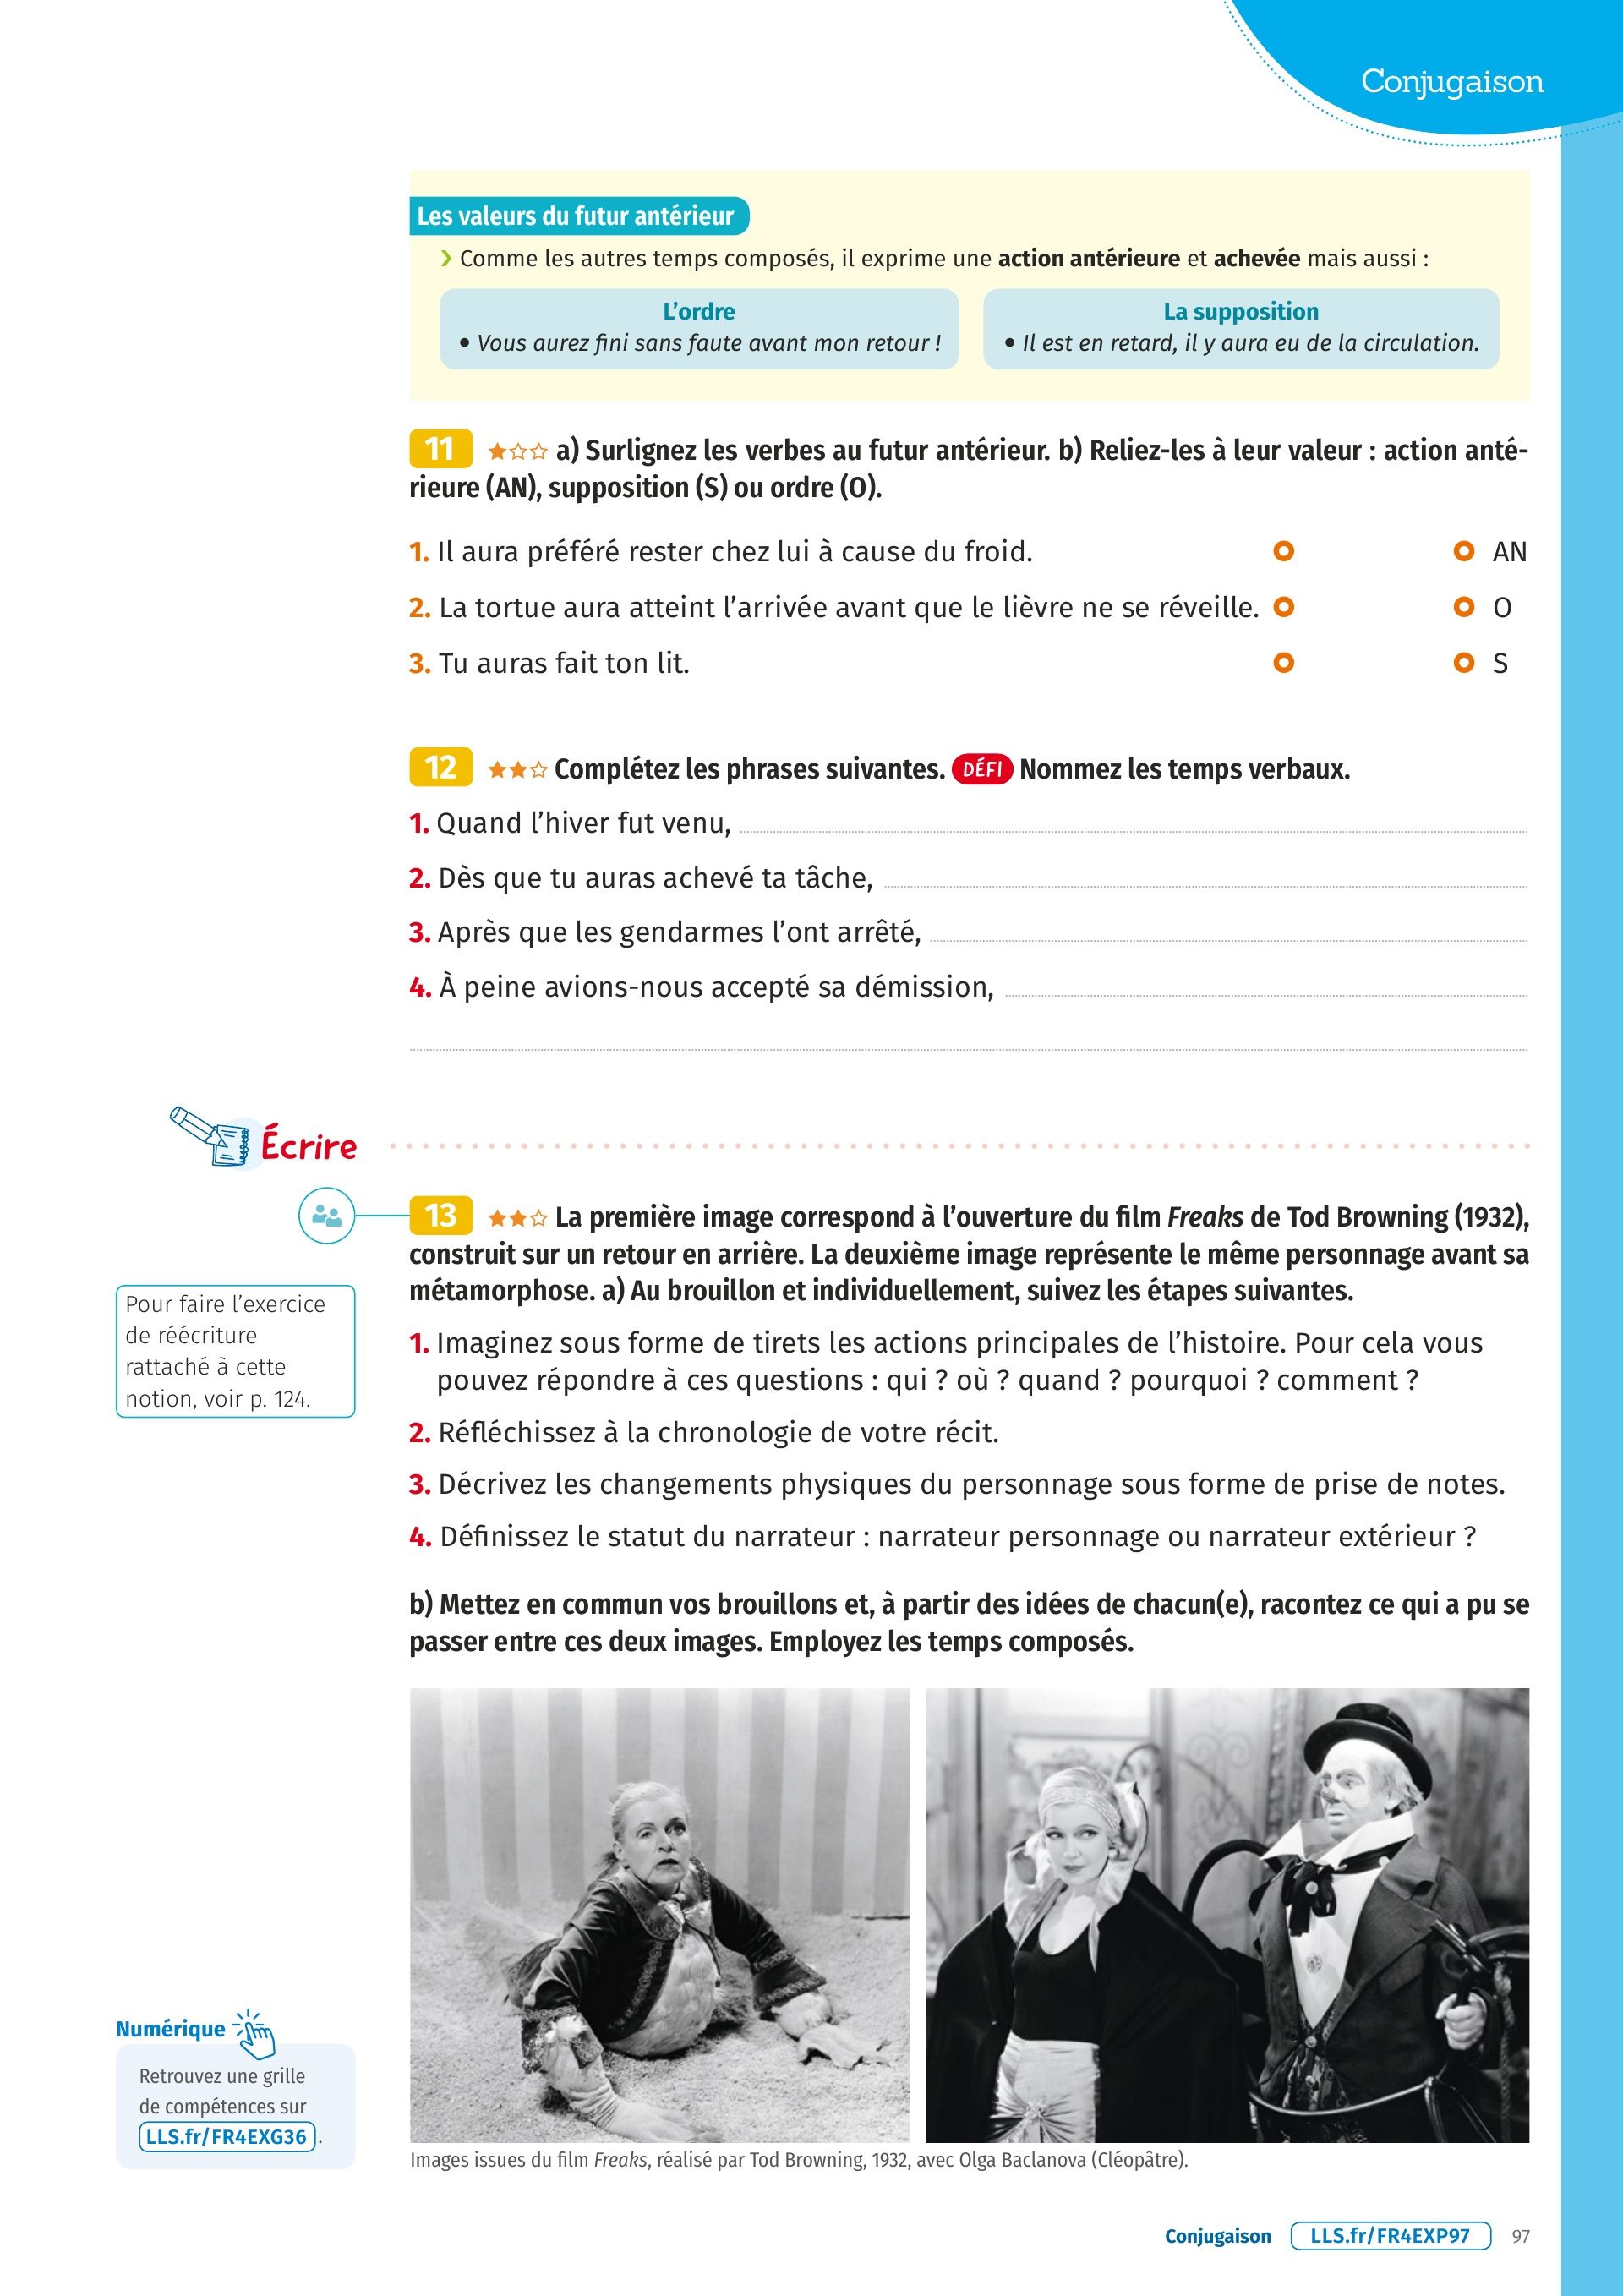 Conjugaison
Les valeurs du futur antérieur
› Comme les autres temps composés, il exprime une action antérieure et achevée mais aussi :
L'ordre
• Vous aurez fini sans faute avant mon retour !
La supposition
• Il est en retard, il y aura eu de la circulation.
11 ★☆☆ a) Surlignez les verbes au futur antérieur. b) Reliez-les à leur valeur : action anté-
rieure (AN), supposition (S) ou ordre (O).
1. Il aura préféré rester chez lui à cause du froid. AN
2. La tortue aura atteint l'arrivée avant que le lièvre ne se réveille. O
3. Tu auras fait ton lit. S
12 ★★☆ Complétez les phrases suivantes. DÉFI Nommez les temps verbaux.
1. Quand l'hiver fut venu,
2. Dès que tu auras achevé ta tâche,
3. Après que les gendarmes l'ont arrêté,
4. À peine avions-nous accepté sa démission,
Écrire
13 ★★☆ La première image correspond à l'ouverture du film Freaks de Tod Browning (1932),
construit sur un retour en arrière. La deuxième image représente le même personnage avant sa
métamorphose. a) Au brouillon et individuellement, suivez les étapes suivantes.
Pour faire l'exercice
de réécriture
rattaché à cette
notion, voir p. 124.
1. Imaginez sous forme de tirets les actions principales de l'histoire. Pour cela vous
pouvez répondre à ces questions : qui ? où ? quand ? pourquoi ? comment ?
2. Réfléchissez à la chronologie de votre récit.
3. Décrivez les changements physiques du personnage sous forme de prise de notes.
4. Définissez le statut du narrateur : narrateur personnage ou narrateur extérieur ?
b) Mettez en commun vos brouillons et, à partir des idées de chacun(e), racontez ce qui a pu se
passer entre ces deux images. Employez les temps composés.
Numérique
Retrouvez une grille
de compétences sur
LLS.fr/FR4EXG36.
Images issues du film Freaks, réalisé par Tod Browning, 1932, avec Olga Baclanova (Cléopâtre).
Conjugaison LLS.fr/FR4EXP97 97